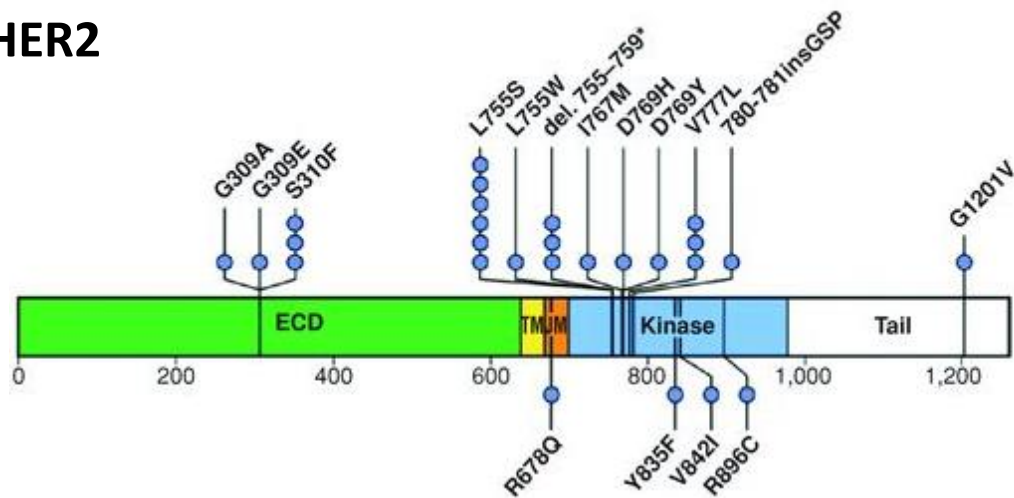 HER2
G309A
G309E
S310F
L755S
L755W
del. 755–759*
I767M
D769H
D769Y
V777L
780-781insGSP
G1201V
ECD
TM
JM
Kinase
Tail
0 200 400 600 800 1,000 1,200
R678Q
Y835F
V842I
R896C